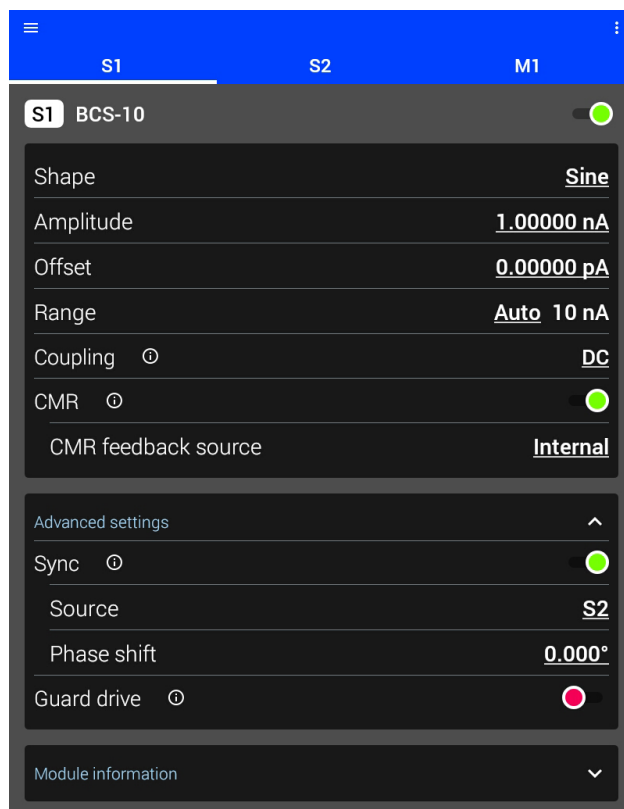 S1 S2 M1
S1 BCS-10
Shape Sine
Amplitude 1.00000 nA
Offset 0.00000 pA
Range Auto 10 nA
Coupling DC
CMR
CMR feedback source Internal
Advanced settings
Sync
Source S2
Phase shift 0.000°
Guard drive
Module information